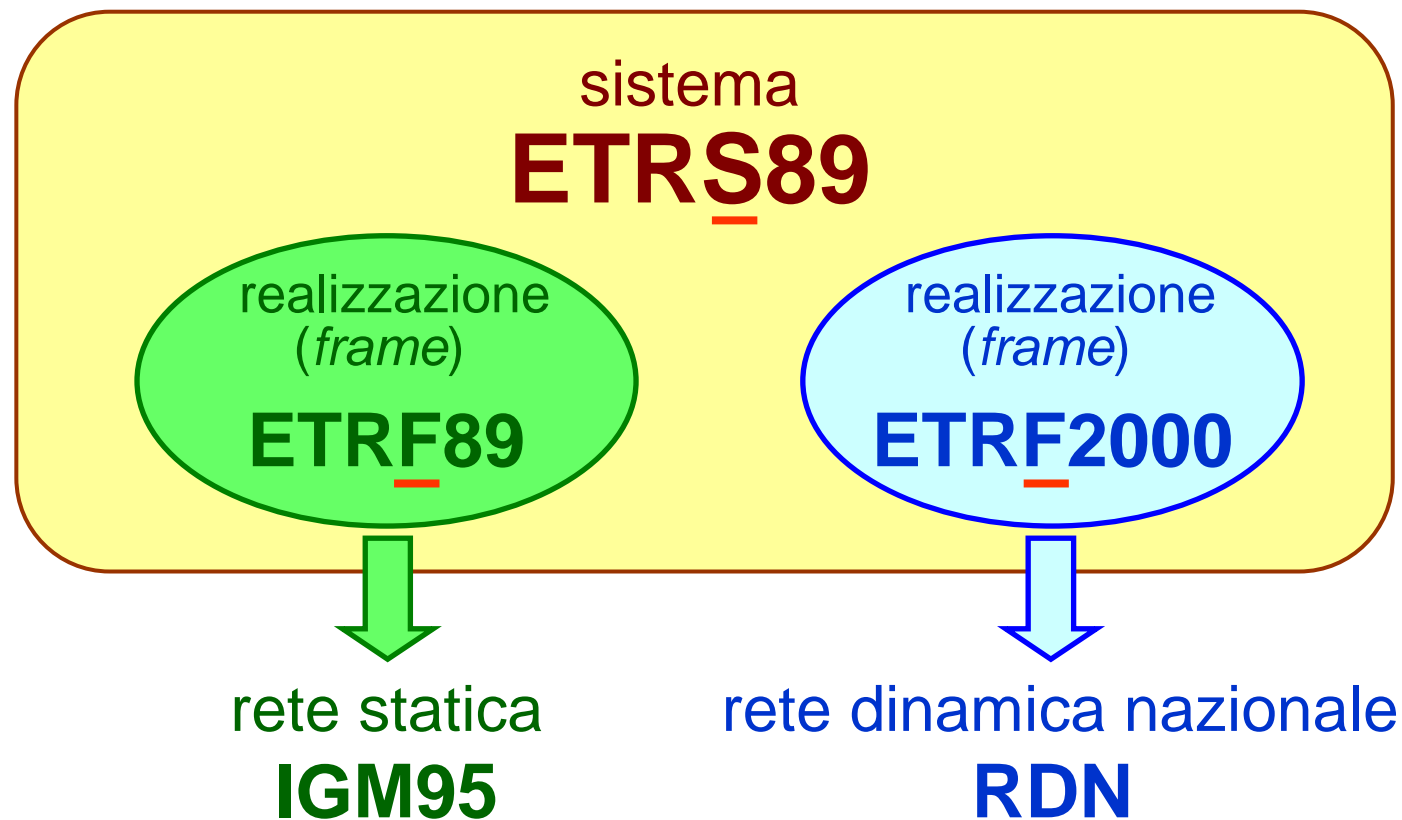 sistema
ETRS89
realizzazione
(frame)
ETRF89
realizzazione
(frame)
ETRF2000
rete statica
IGM95
rete dinamica nazionale
RDN